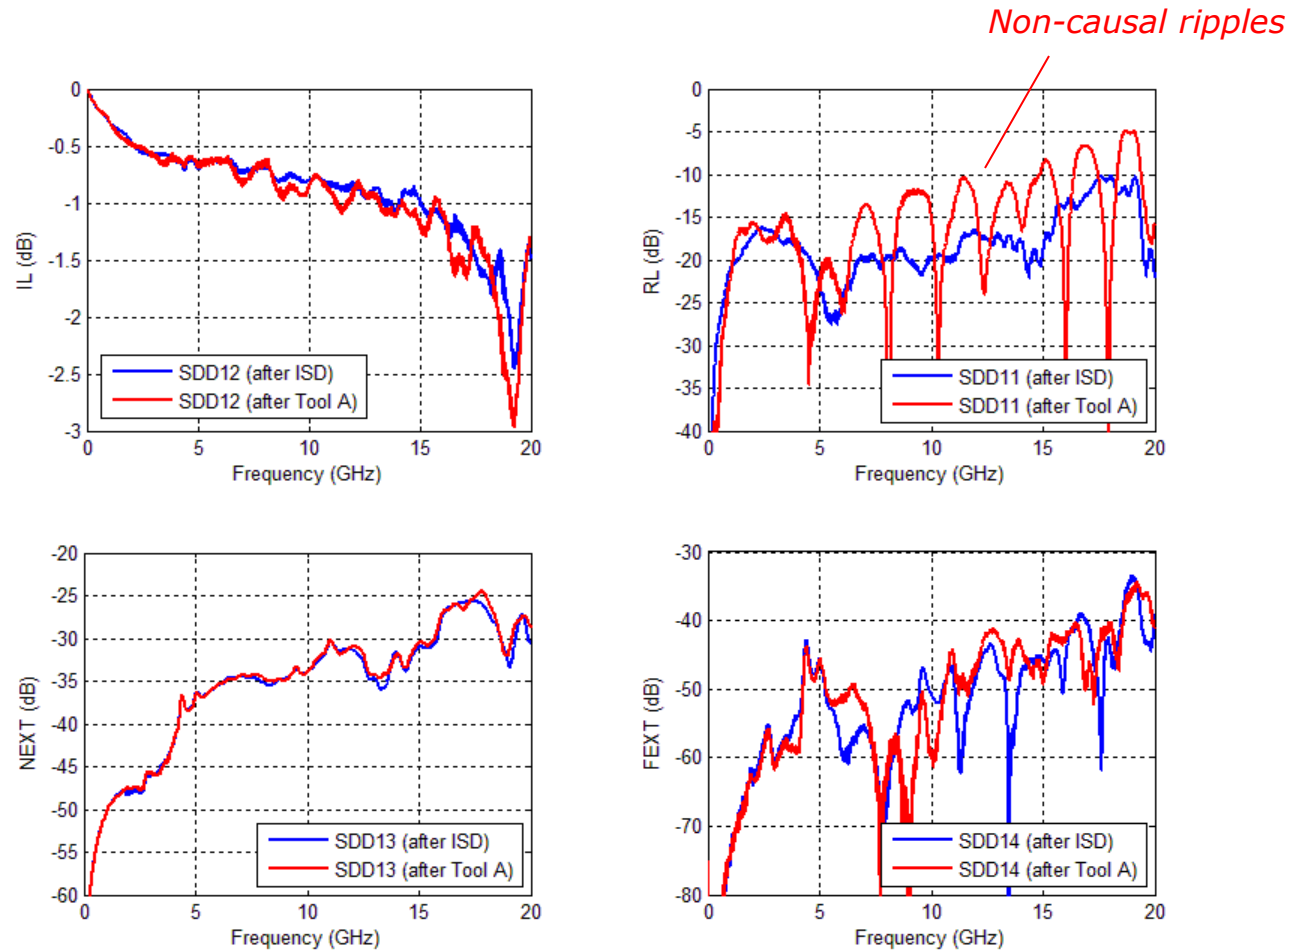 Non-causal ripples
0
-0.5
-1
-1.5
-2
-2.5
-3
IL (dB)
SDD12 (after ISD)
SDD12 (after Tool A)
0 5 10 15 20
Frequency (GHz)
0
-5
-10
-15
-20
-25
-30
-35
-40
RL (dB)
SDD11 (after ISD)
SDD11 (after Tool A)
0 5 10 15 20
Frequency (GHz)
-20
-25
-30
-35
-40
-45
-50
-55
-60
NEXT (dB)
SDD13 (after ISD)
SDD13 (after Tool A)
0 5 10 15 20
Frequency (GHz)
-30
-40
-50
-60
-70
-80
FEXT (dB)
SDD14 (after ISD)
SDD14 (after Tool A)
0 5 10 15 20
Frequency (GHz)